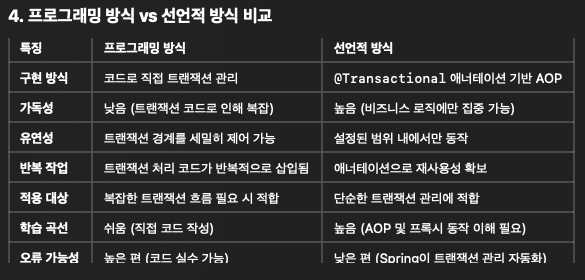 4. 프로그래밍 방식 vs 선언적 방식 비교
특징 프로그래밍 방식 선언적 방식
구현 방식 코드로 직접 트랜잭션 관리 @Transactional 애너테이션 기반 AOP
가독성 낮음 (트랜잭션 코드로 인해 복잡) 높음 (비즈니스 로직에만 집중 가능)
유연성 트랜잭션 경계를 세밀히 제어 가능 설정된 범위 내에서만 동작
반복 작업 트랜잭션 처리 코드가 반복적으로 삽입됨 애너테이션으로 재사용성 확보
적용 대상 복잡한 트랜잭션 흐름 필요 시 적합 단순한 트랜잭션 관리에 적합
학습 곡선 쉬움 (직접 코드 작성) 높음 (AOP 및 프록시 동작 이해 필요)
오류 가능성 높은 편 (코드 실수 가능) 낮은 편 (Spring이 트랜잭션 관리 자동화)